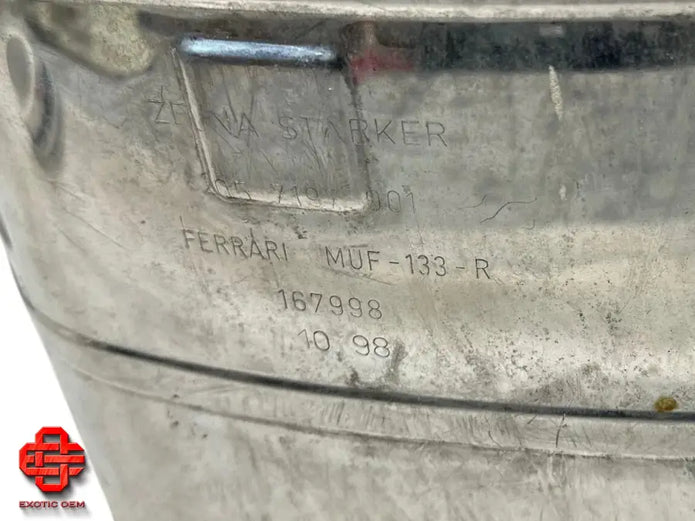 STARKER
001
FERRARI MUF-133-R
167998
10 98
EXOTIC OEM